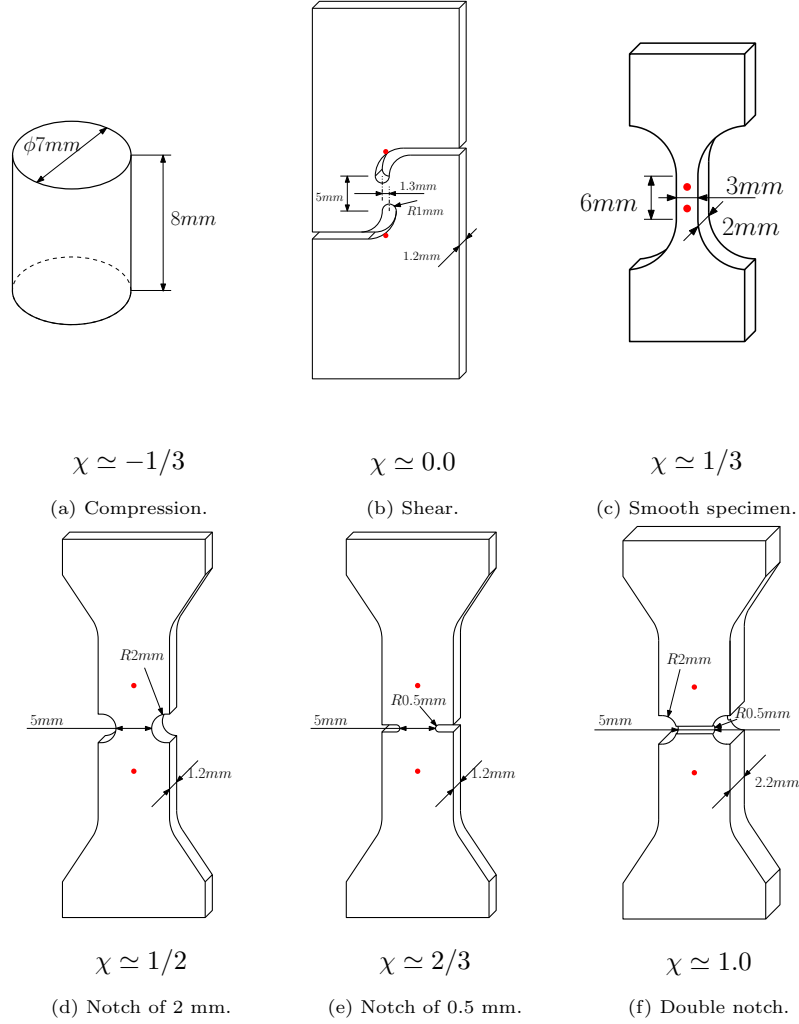 ϕ7mm
8mm
5mm
1.3mm
R1mm
1.2mm
6mm
3mm
2mm
χ ≃ −1/3
χ ≃ 0.0
χ ≃ 1/3
(a) Compression.
(b) Shear.
(c) Smooth specimen.
R2mm
5mm
1.2mm
R0.5mm
5mm
1.2mm
R2mm
R0.5mm
5mm
2.2mm
χ ≃ 1/2
χ ≃ 2/3
χ ≃ 1.0
(d) Notch of 2 mm.
(e) Notch of 0.5 mm.
(f) Double notch.